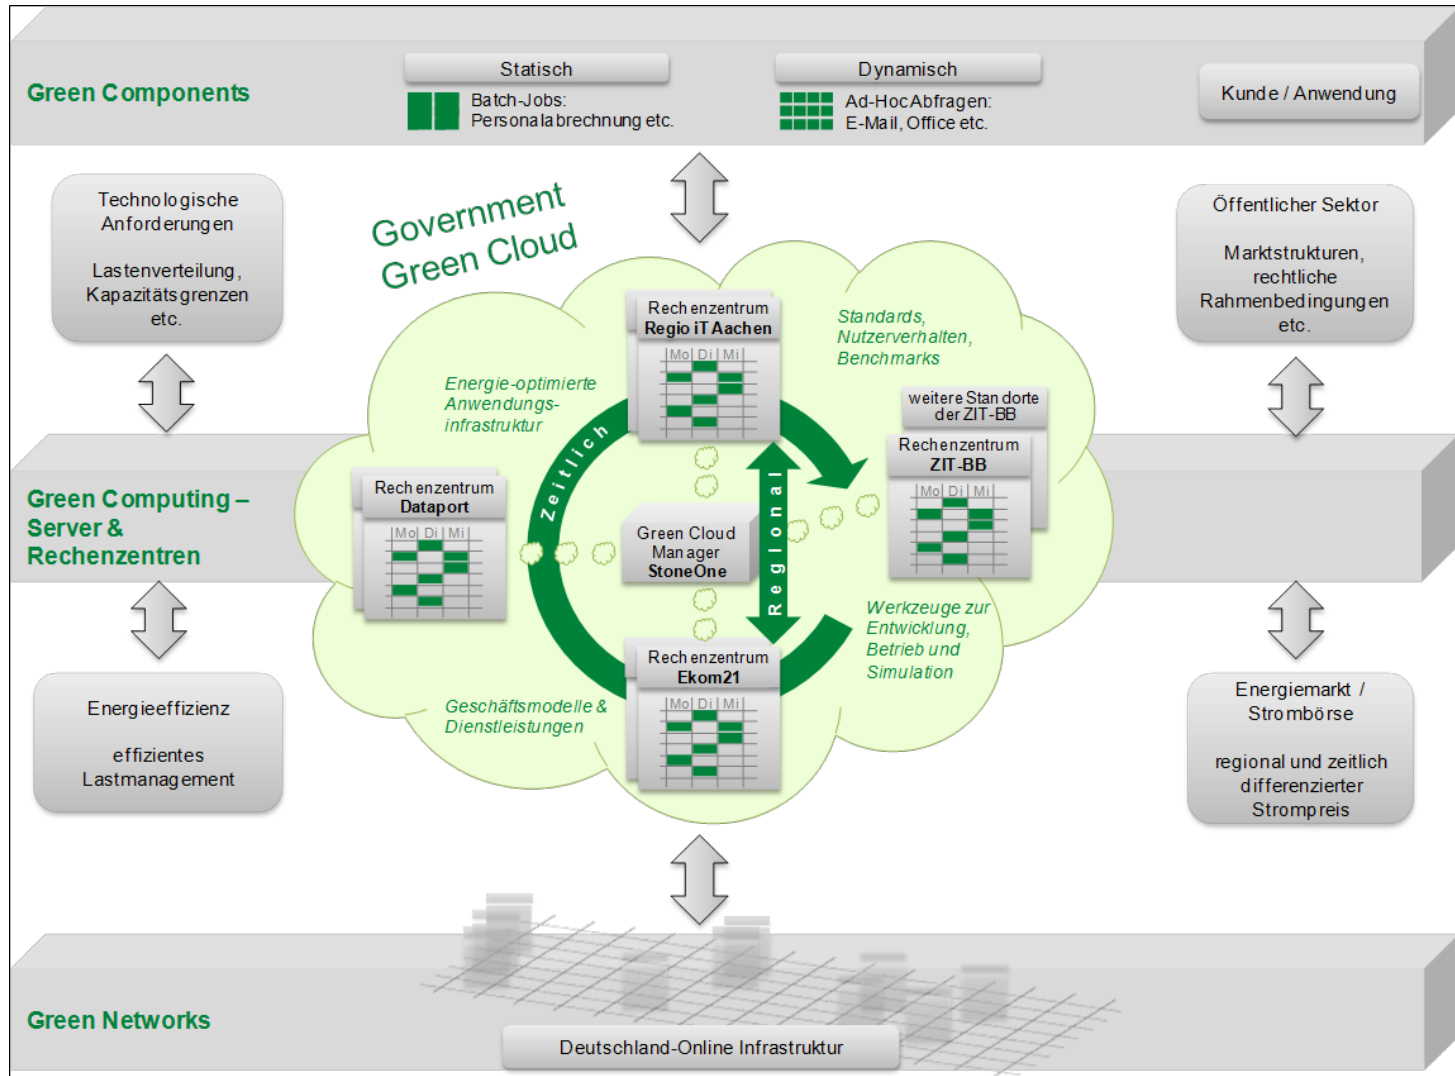 Green Components
Statisch
Batch-Jobs:
Personalabrechnung etc.
Dynamisch
Ad-Hoc Abfragen:
E-Mail, Office etc.
Kunde / Anwendung
Technologische
Anforderungen
Lastenverteilung,
Kapazitätsgrenzen
etc.
Government
Green Cloud
Öffentlicher Sektor
Marktstrukturen,
rechtliche
Rahmenbedingungen
etc.
Rechenzentrum
Regio iT Aachen
Mo Di Mi
Standards,
Nutzerverhalten,
Benchmarks
Energie-optimierte
Anwendungs-
infrastruktur
weitere Standorte
der ZIT-BB
Rechenzentrum
ZIT-BB
Mo Di Mi
Zeitlich
Regional
Rechenzentrum
Dataport
Mo Di Mi
Green Cloud
Manager
StoneOne
Green Computing –
Server &
Rechenzentren
Werkzeuge zur
Entwicklung,
Betrieb und
Simulation
Rechenzentrum
Ekom21
Mo Di Mi
Geschäftsmodelle &
Dienstleistungen
Energieeffizienz
effizientes
Lastmanagement
Energiemarkt /
Strombörse
regional und zeitlich
differenzierter
Strompreis
Green Networks
Deutschland-Online Infrastruktur